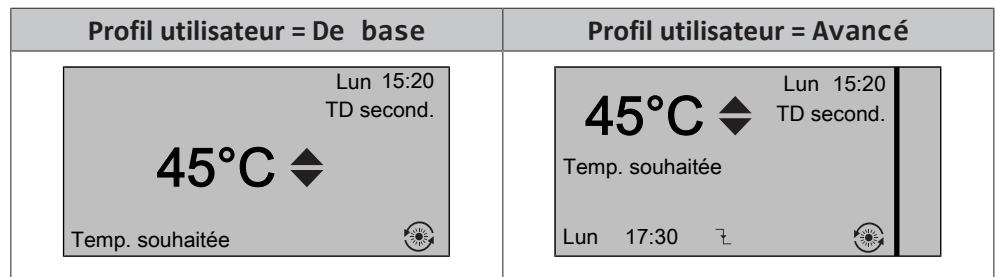 Profil utilisateur = De base
Profil utilisateur = Avancé
Lun 15:20
TD second.
45°C
Temp. souhaitée
Lun 15:20
TD second.
45°C
Temp. souhaitée
Lun 17:30